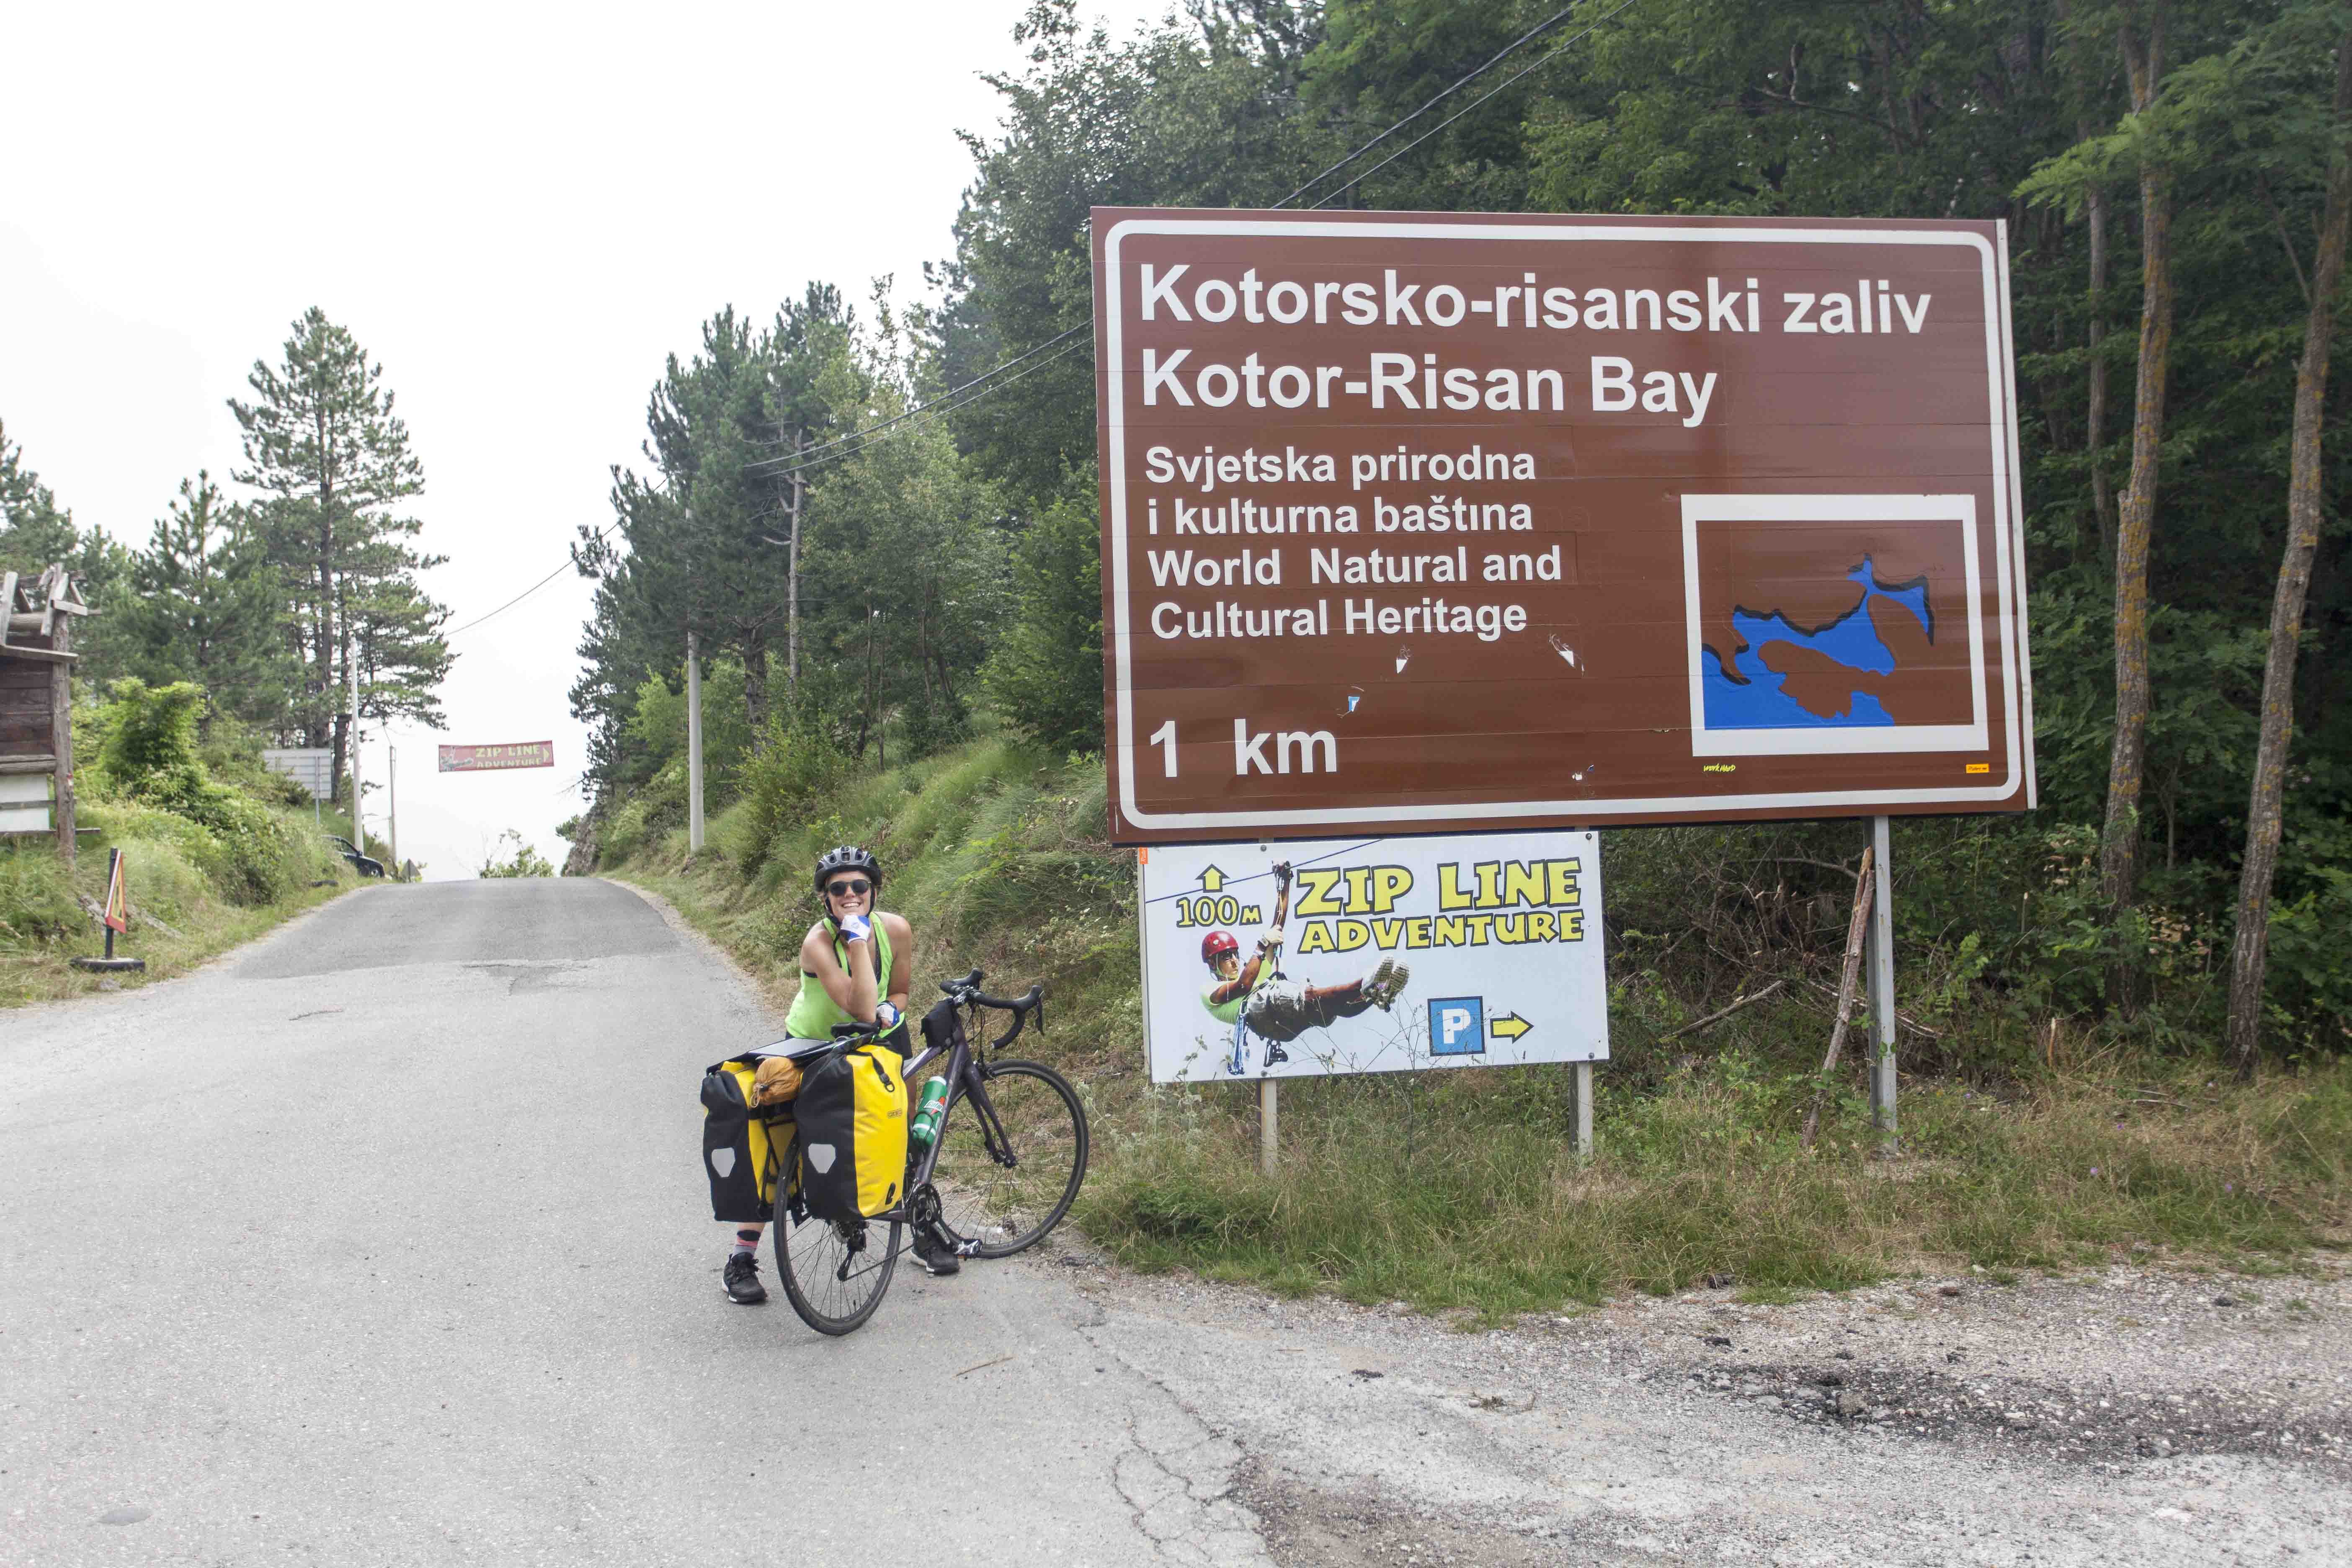 Kotorsko-risanski zaliv
Kotor-Risan Bay
Svjetska prirodna
i kulturna baština
World Natural and
Cultural Heritage
1 km
ZIP LINE
ADVENTURE
100M
ZIP LINE
ADVENTURE
P